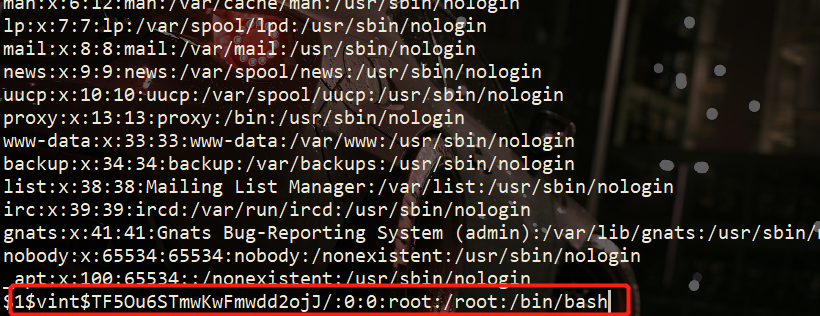 man:x:6:12:man:/var/cache/man:/usr/sbin/nologin
lp:x:7:7:lp:/var/spool/lpd:/usr/sbin/nologin
mail:x:8:8:mail:/var/mail:/usr/sbin/nologin
news:x:9:9:news:/var/spool/news:/usr/sbin/nologin
uucp:x:10:10:uucp:/var/spool/uucp:/usr/sbin/nologin
proxy:x:13:13:proxy:/bin:/usr/sbin/nologin
www-data:x:33:33:www-data:/var/www:/usr/sbin/nologin
backup:x:34:34:backup:/var/backups:/usr/sbin/nologin
list:x:38:38:Mailing List Manager:/var/list:/usr/sbin/nologin
irc:x:39:39:ircd:/var/run/ircd:/usr/sbin/nologin
gnats:x:41:41:Gnats Bug-Reporting System (admin):/var/lib/gnats:/usr/sbin/
nobody:x:65534:65534:nobody:/nonexistent:/usr/sbin/nologin
_apt:x:100:65534::/nonexistent:/usr/sbin/nologin
$1$vint$TF5Ou6STmwKwFmwdd2ojJ/:0:0:root:/root:/bin/bash